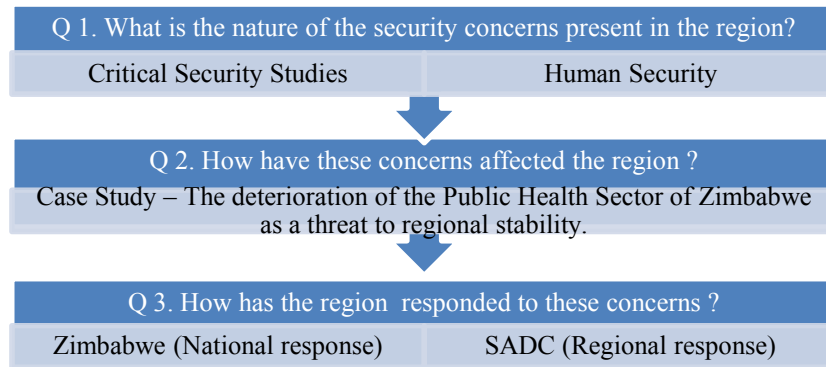 Q 1. What is the nature of the security concerns present in the region?
Critical Security Studies
Human Security
Q 2. How have these concerns affected the region ?
Case Study – The deterioration of the Public Health Sector of Zimbabwe
as a threat to regional stability.
Q 3. How has the region  responded to these concerns ?
Zimbabwe (National response)
SADC (Regional response)